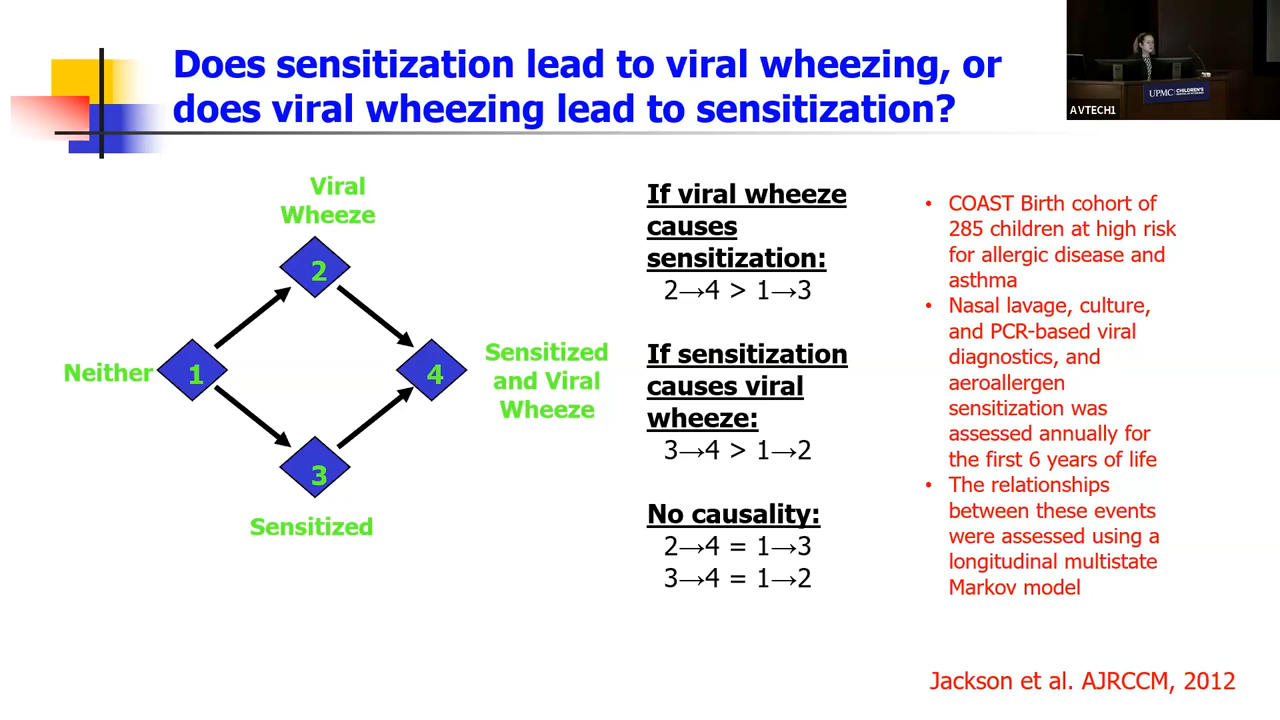 Does sensitization lead to viral wheezing, or
does viral wheezing lead to sensitization?
UPMC CHILDREN'S
AVTECH1
Viral
Wheeze
2
Neither
1
4
Sensitized
and Viral
Wheeze
3
Sensitized
If viral wheeze
causes
sensitization:
2→4 > 1→3
If sensitization
causes viral
wheeze:
3→4 > 1→2
No causality:
2→4 = 1→3
3→4 = 1→2
• COAST Birth cohort of
285 children at high risk
for allergic disease and
asthma
• Nasal lavage, culture,
and PCR-based viral
diagnostics, and
aeroallergen
sensitization was
assessed annually for
the first 6 years of life
• The relationships
between these events
were assessed using a
longitudinal multistate
Markov model
Jackson et al. AJRCCM, 2012